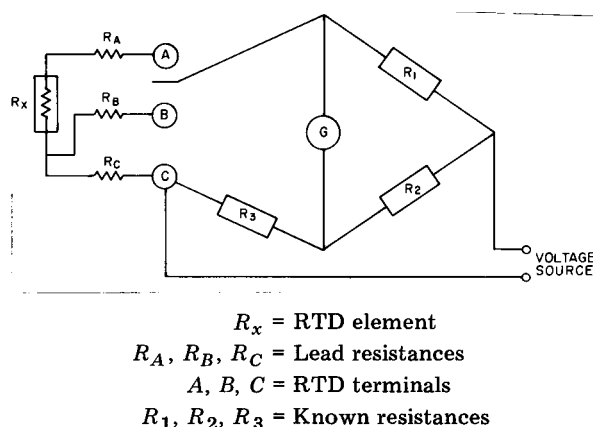 R_A
A
R_1
R_X
R_B
B
G
R_C
C
R_3
R_2
VOLTAGE
SOURCE
R_x = RTD element
R_A, R_B, R_C = Lead resistances
A, B, C = RTD terminals
R_1, R_2, R_3 = Known resistances